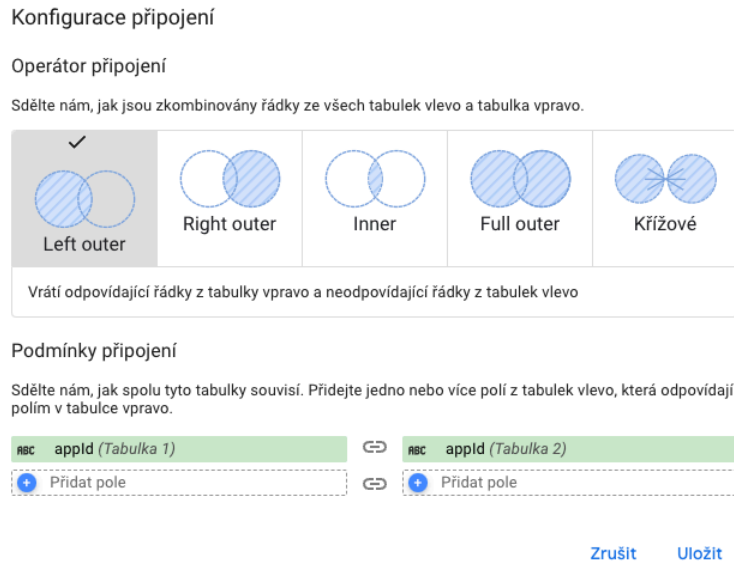 Konfigurace připojení
Operátor připojení
Sdělte nám, jak jsou zkombinovány řádky ze všech tabulek vlevo a tabulka vpravo.
Left outer
Right outer
Inner
Full outer
Křížové
Vrátí odpovídající řádky z tabulky vpravo a neodpovídající řádky z tabulek vlevo
Podmínky připojení
Sdělte nám, jak spolu tyto tabulky souvisí. Přidejte jedno nebo více polí z tabulek vlevo, která odpovídají
polím v tabulce vpravo.
ABC appId (Tabulka 1) ABC appId (Tabulka 2)
Přidat pole Přidat pole
Zrušit Uložit